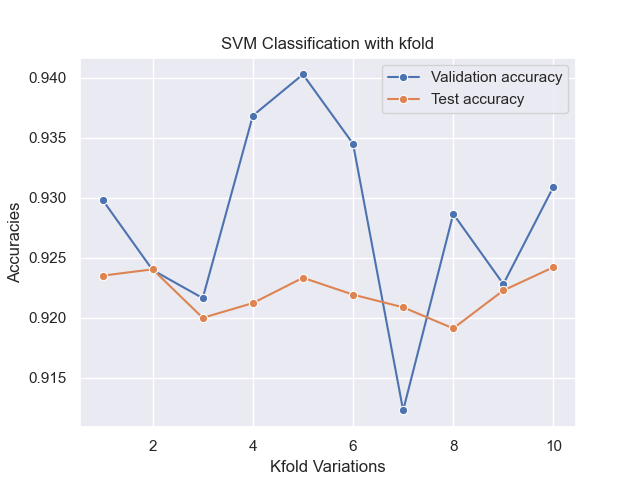 SVM Classification with kfold
Validation accuracy
Test accuracy
0.940
0.935
0.930
0.925
0.920
0.915
Accuracies
2 4 6 8 10
Kfold Variations